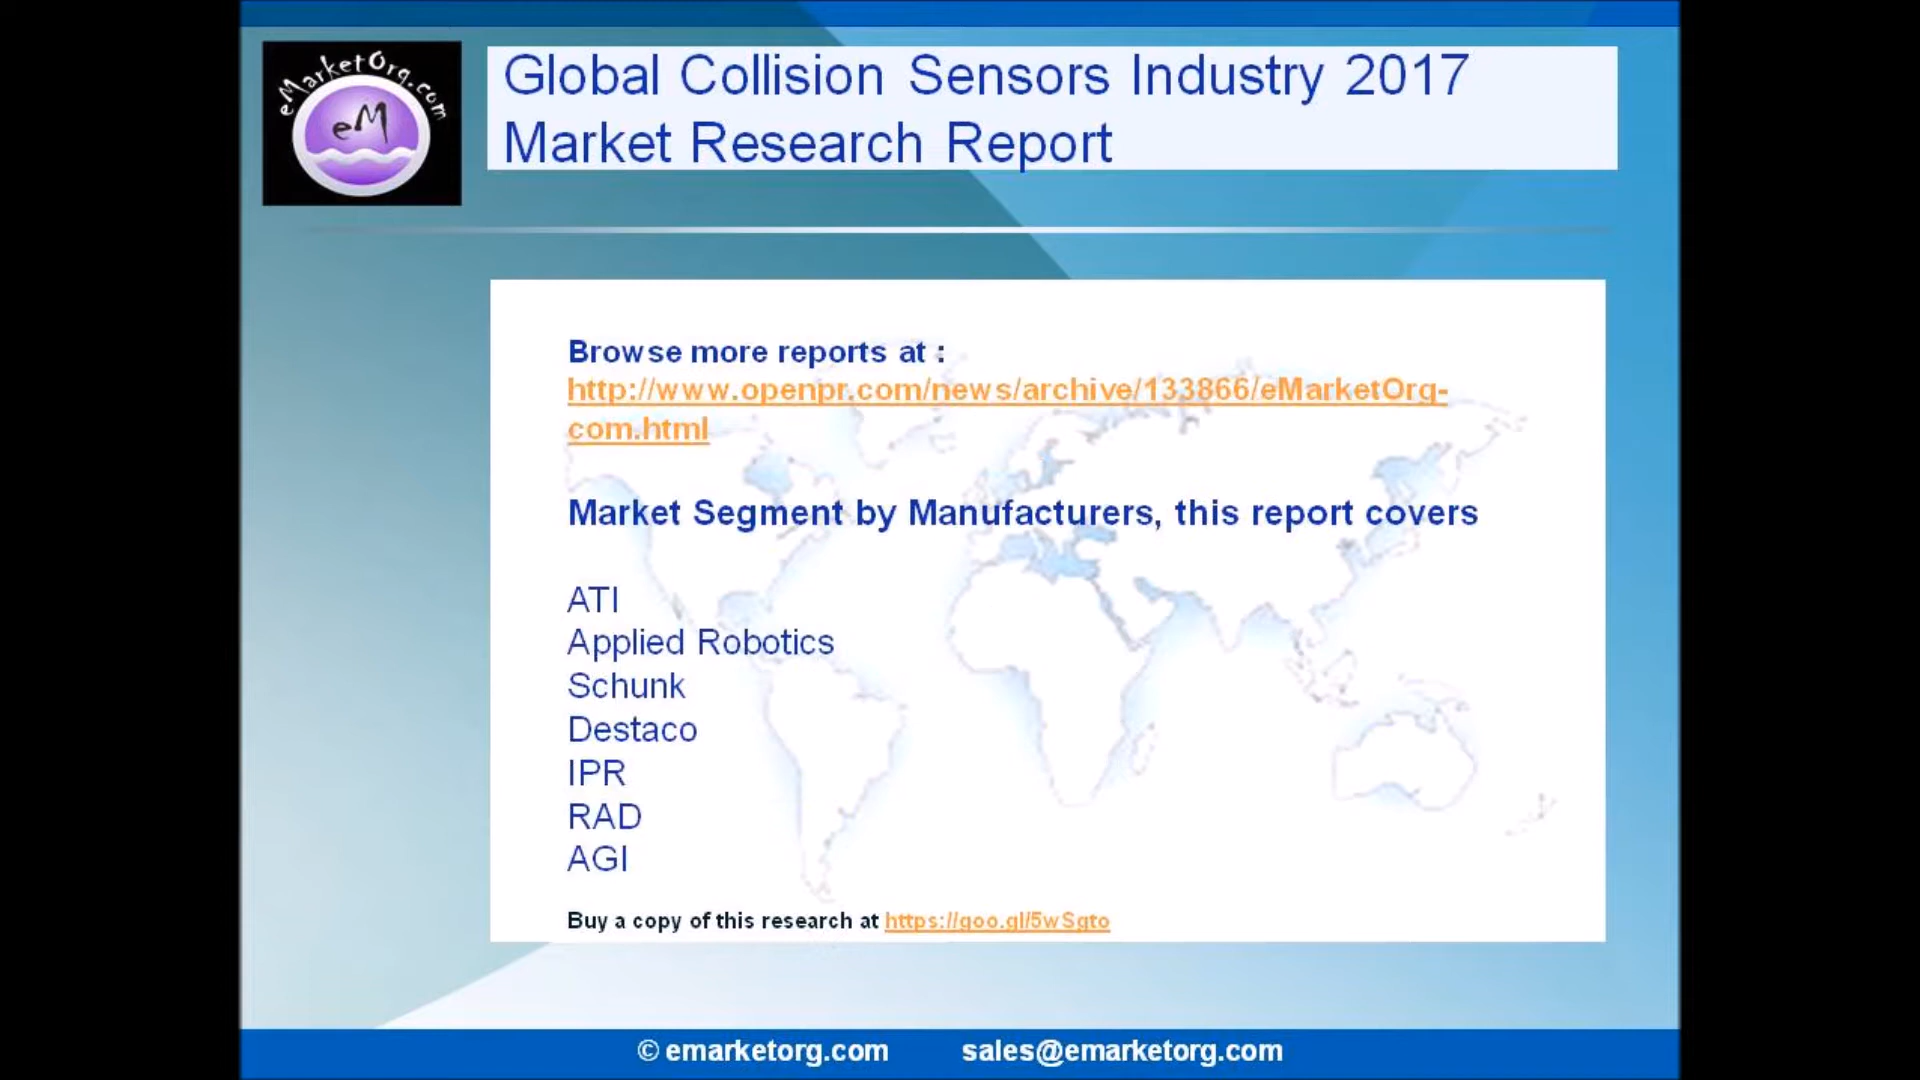 eMarketOrg.com
eM
Global Collision Sensors Industry 2017
Market Research Report
Browse more reports at :
http://www.openpr.com/news/archive/133866/eMarketOrg-
com.html
Market Segment by Manufacturers, this report covers
ATI
Applied Robotics
Schunk
Destaco
IPR
RAD
AGI
Buy a copy of this research at https://goo.gl/5wSgto
© emarketorg.com sales@emarketorg.com